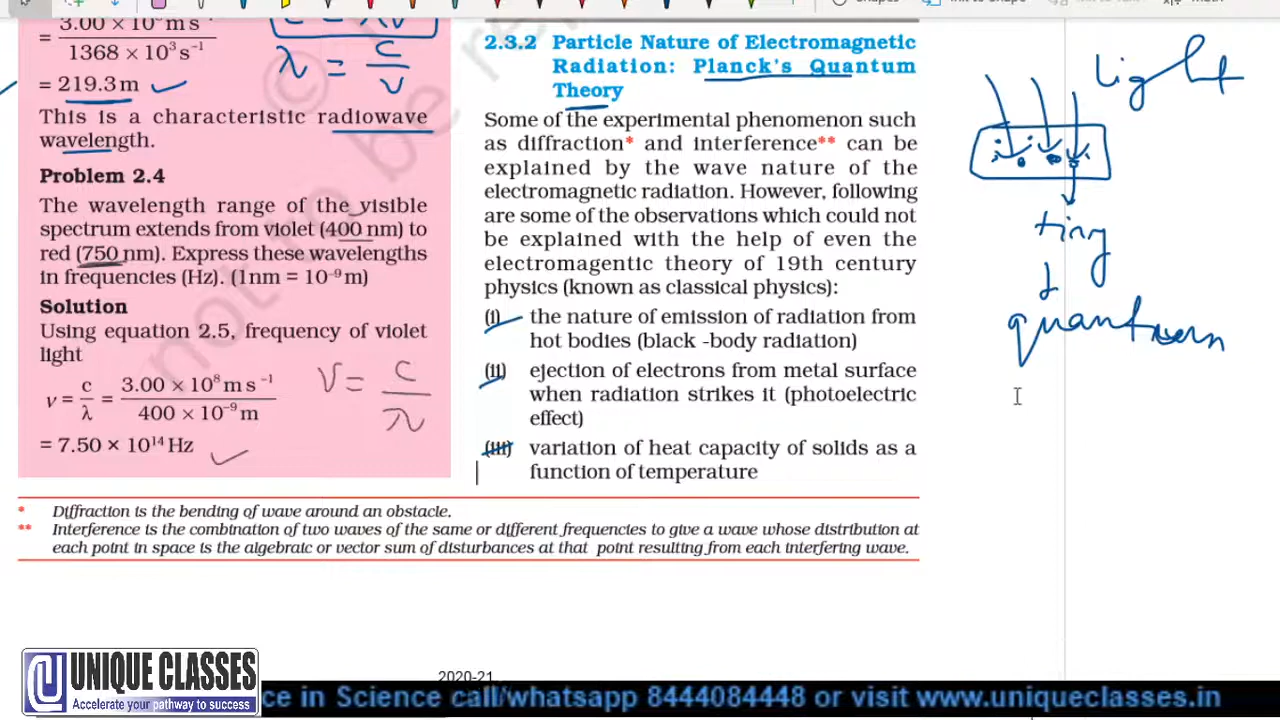 = 3.00 × 10⁸ m s⁻¹ / 1368 × 10³ s⁻¹
λ = c / ν
= 219.3 m
This is a characteristic radiowave
wavelength.
Problem 2.4
The wavelength range of the visible
spectrum extends from violet (400 nm) to
red (750 nm). Express these wavelengths
in frequencies (Hz). (1nm = 10⁻⁹ m)
Solution
Using equation 2.5, frequency of violet
light
ν = c / λ = 3.00 × 10⁸ m s⁻¹ / 400 × 10⁻⁹ m
ν = c / λ
= 7.50 × 10¹⁴ Hz
2.3.2 Particle Nature of Electromagnetic
Radiation: Planck's Quantum
Theory
Some of the experimental phenomenon such
as diffraction* and interference** can be
explained by the wave nature of the
electromagnetic radiation. However, following
are some of the observations which could not
be explained with the help of even the
electromagentic theory of 19th century
physics (known as classical physics):
(i) the nature of emission of radiation from
hot bodies (black -body radiation)
(ii) ejection of electrons from metal surface
when radiation strikes it (photoelectric
effect)
(iii) variation of heat capacity of solids as a
function of temperature
light
tiny
quantum
* Diffraction is the bending of wave around an obstacle.
** Interference is the combination of two waves of the same or different frequencies to give a wave whose distribution at
each point in space is the algebraic or vector sum of disturbances at that point resulting from each interfering wave.
© not to be re
UNIQUE CLASSES
Accelerate your pathway to success
2020-21
ce in Science call/whatsapp 8444084448 or visit www.uniqueclasses.in